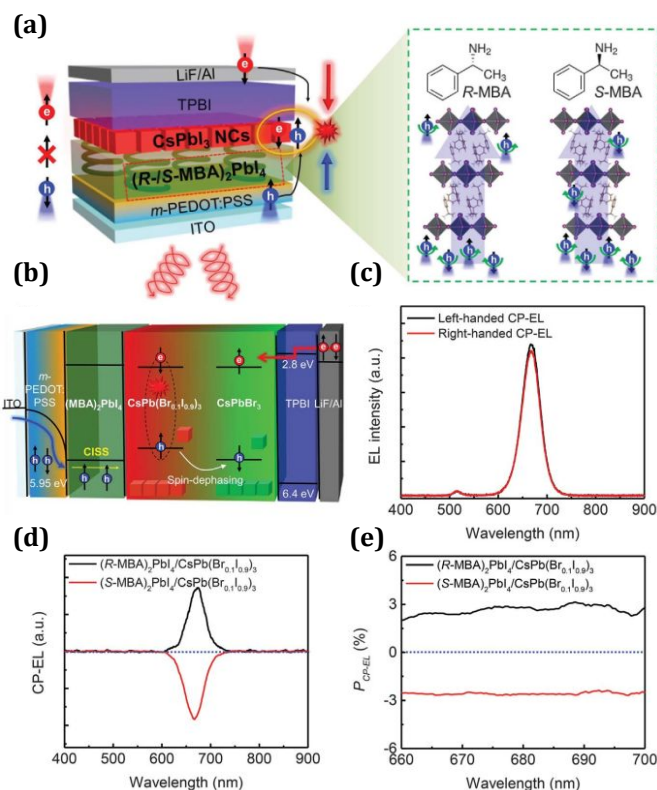 (a)
LiF/Al
TPBI
CsPbI3 NCs
(R-/S-MBA)2PbI4
m-PEDOT:PSS
ITO
e
e
e
h
h
h
NH2
CH3
R-MBA
NH2
CH3
S-MBA
h
h
h
h
h
h
h
h
h
h
h
(b)
ITO
m-
PEDOT:
PSS
(MBA)2PbI4
CsPb(Br0.1I0.9)3
CsPbBr3
TPBI
LiF/Al
2.8 eV
CISS
5.95 eV
Spin-dephasing
6.4 eV
e
e
e
e
h
h
h
h
h
h
(c)
Left-handed CP-EL
Right-handed CP-EL
EL intensity (a.u.)
400 500 600 700 800 900
Wavelength (nm)
(d)
(R-MBA)2PbI4/CsPb(Br0.1I0.9)3
(S-MBA)2PbI4/CsPb(Br0.1I0.9)3
CP-EL (a.u.)
400 500 600 700 800 900
Wavelength (nm)
(e)
(R-MBA)2PbI4/CsPb(Br0.1I0.9)3
(S-MBA)2PbI4/CsPb(Br0.1I0.9)3
PCP-EL (%)
6
3
0
-3
-6
660 670 680 690 700
Wavelength (nm)